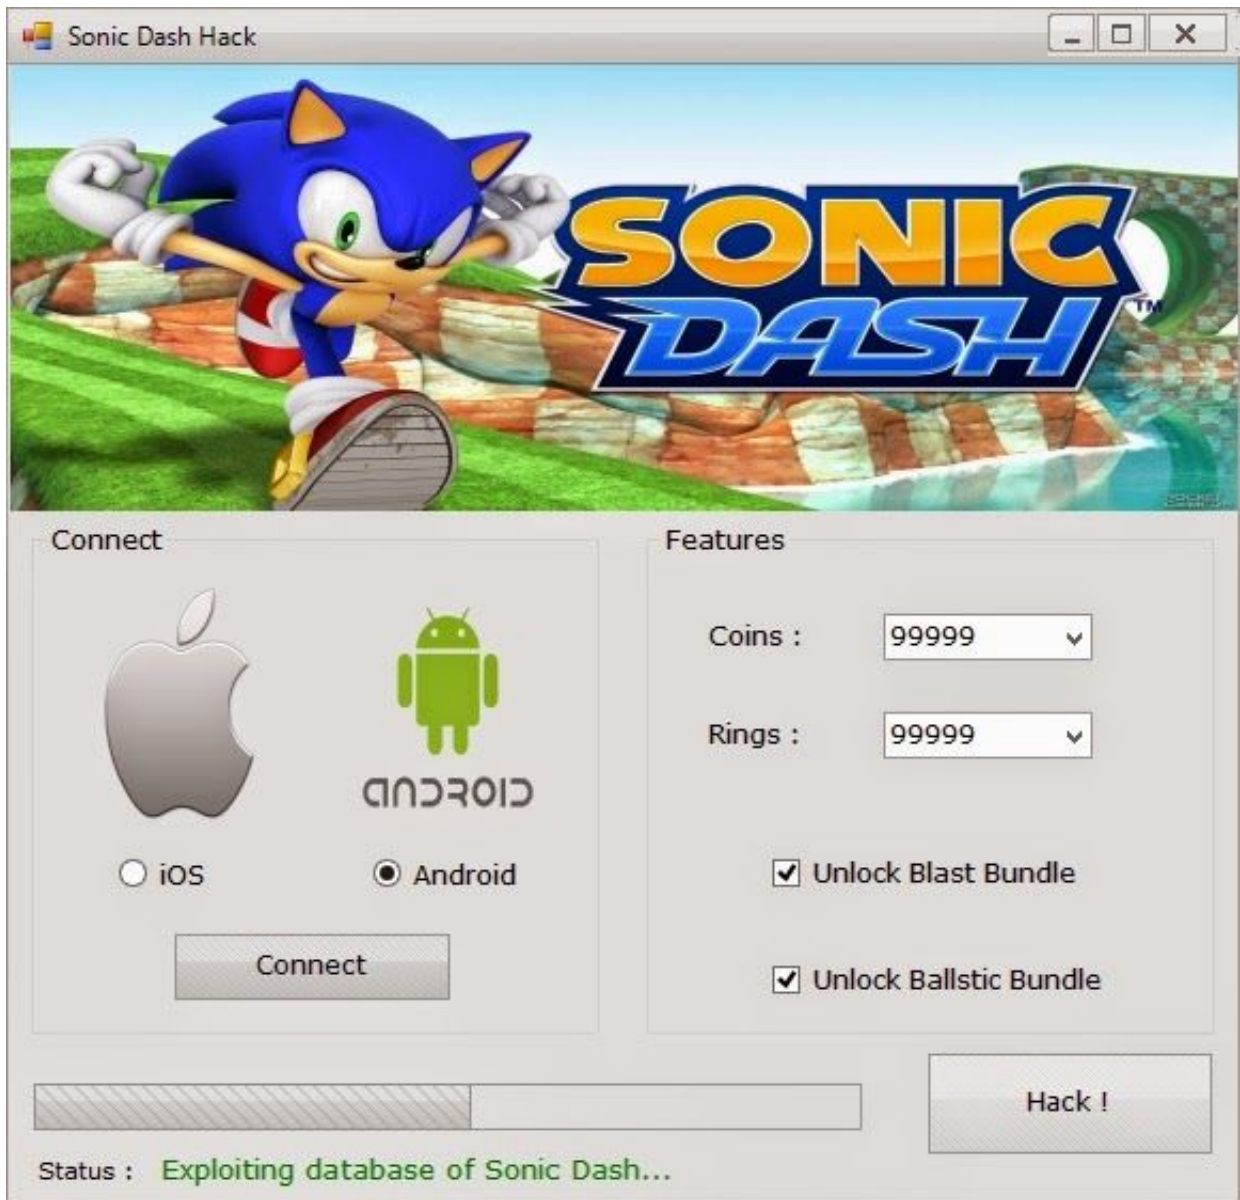 Sonic Dash Hack
SONIC
DASH
TM
Connect
Features
Coins : 99999
Rings : 99999
ANDROID
iOS
Android
Unlock Blast Bundle
Connect
Unlock Ballstic Bundle
Hack !
Status : Exploiting database of Sonic Dash...